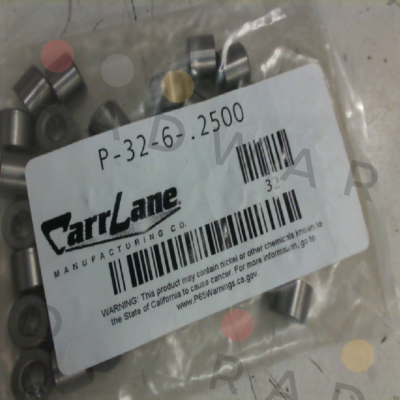 P-32-6-.2500
32
CarrLane®
MANUFACTURING CO.
WARNING: This product may contain nickel or other chemicals known to
the State of California to cause cancer. For more information, go to
www.P65Warnings.ca.gov.